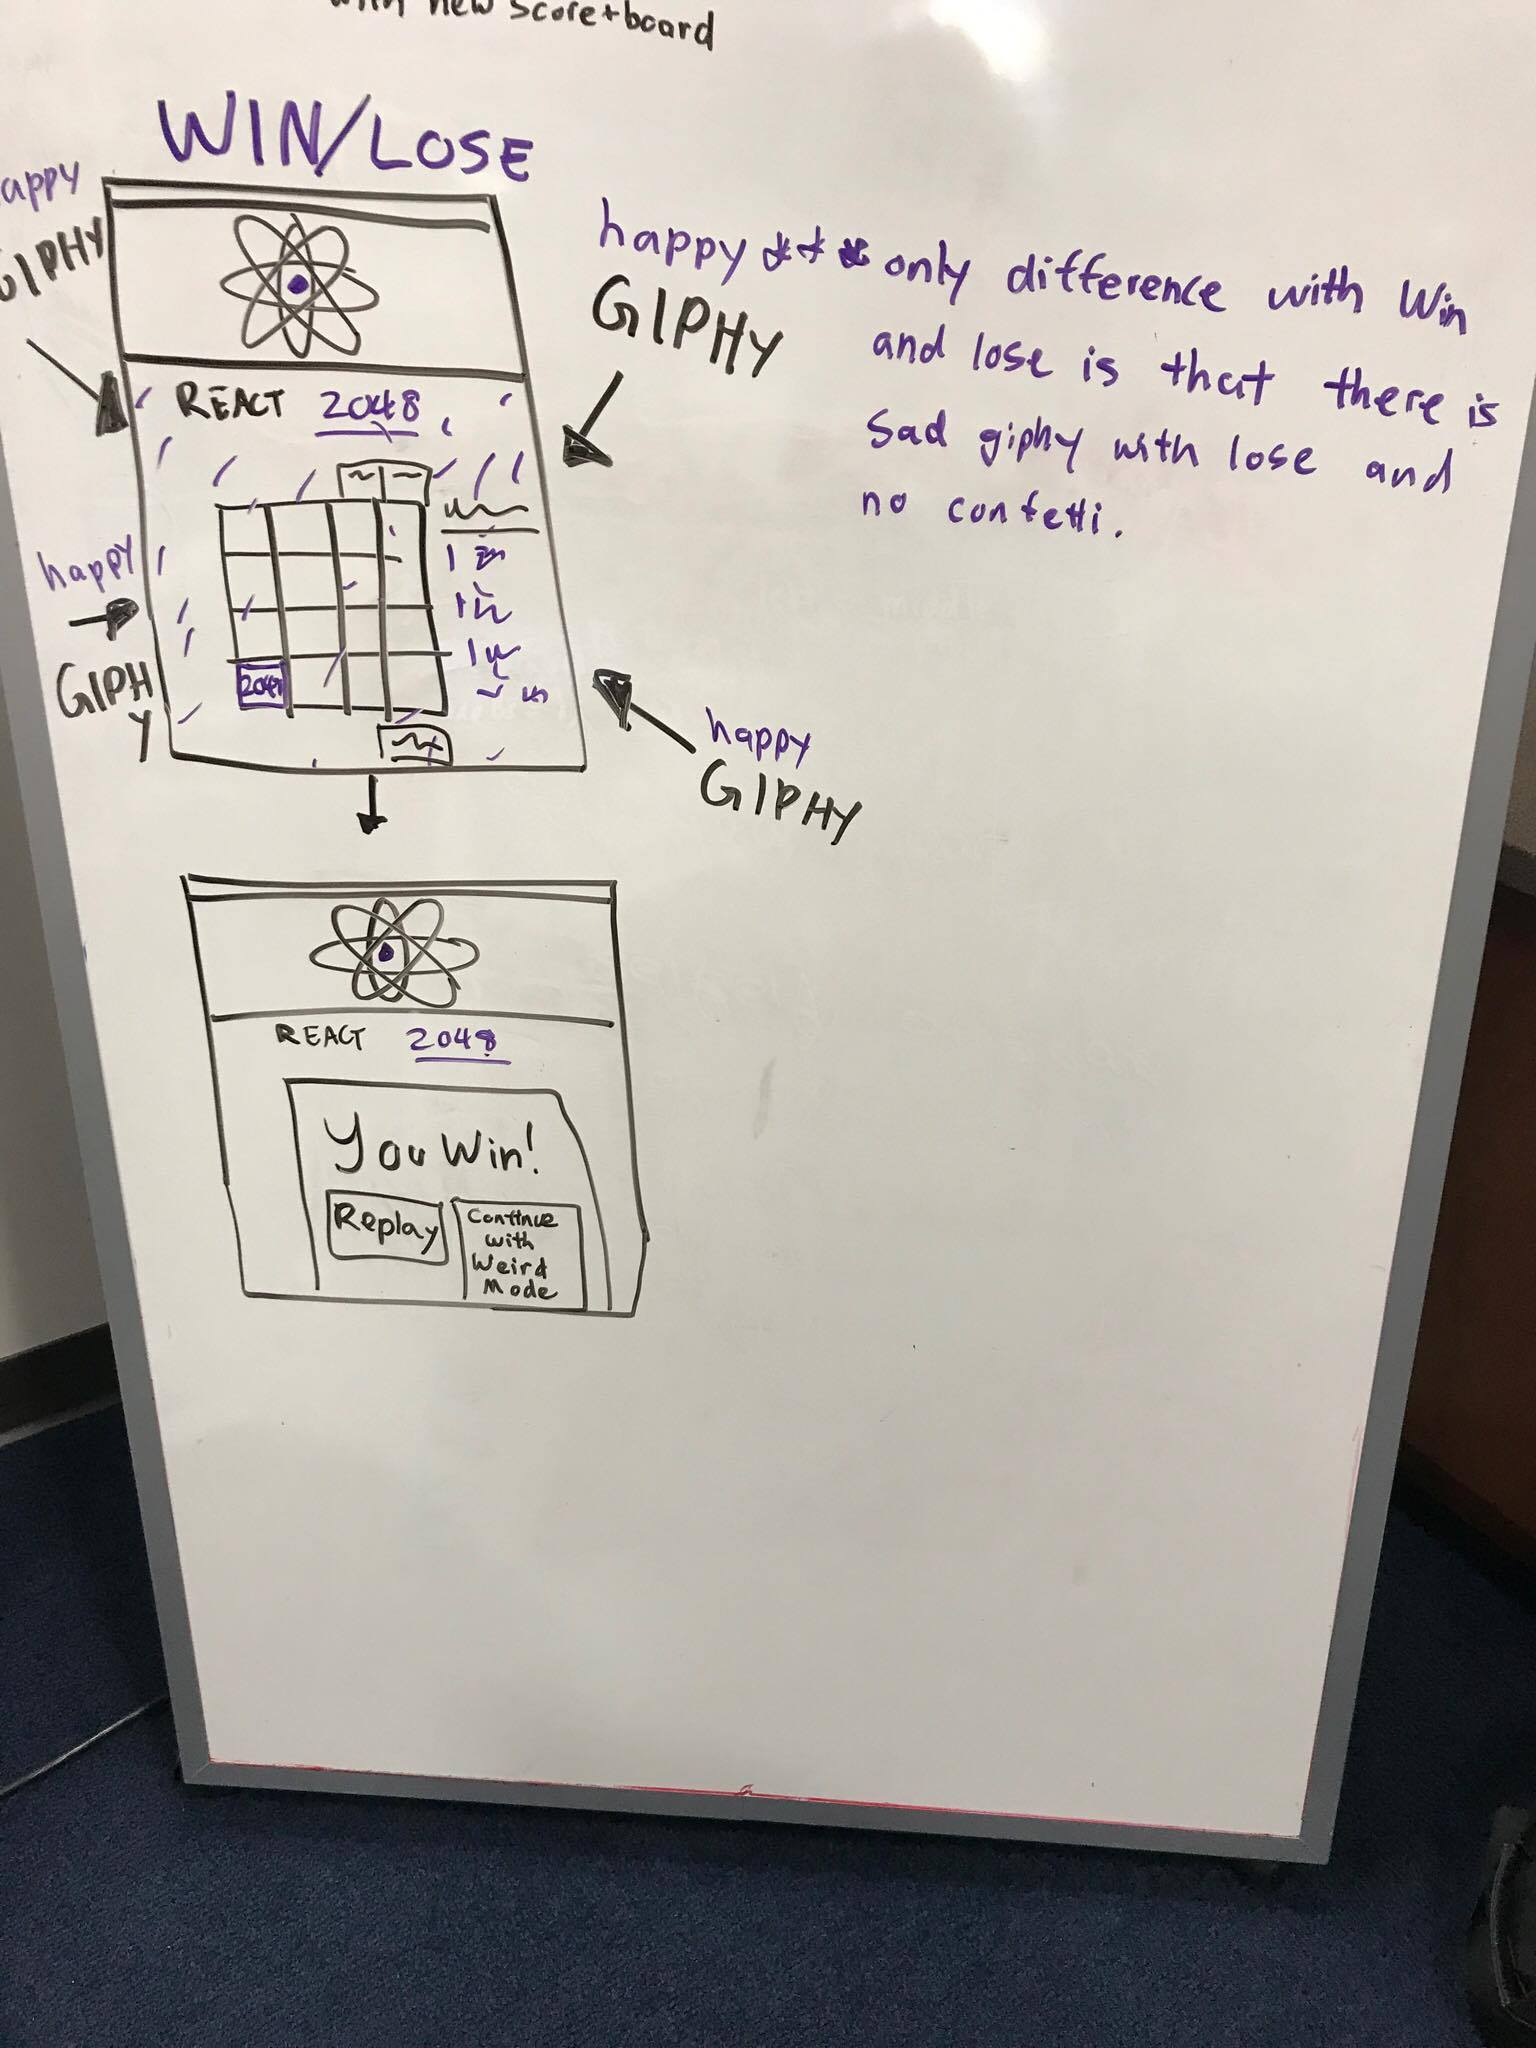 with new score+board
WIN/LOSE
happy
GIPHY
happy *** only difference with Win
and lose is that there is
sad giphy with lose and
no confetti.
GIPHY
REACT 2048
happy
GIPH
Y
2048
happy
GIPHY
REACT 2048
You Win!
Replay
Continue
with
Weird
Mode